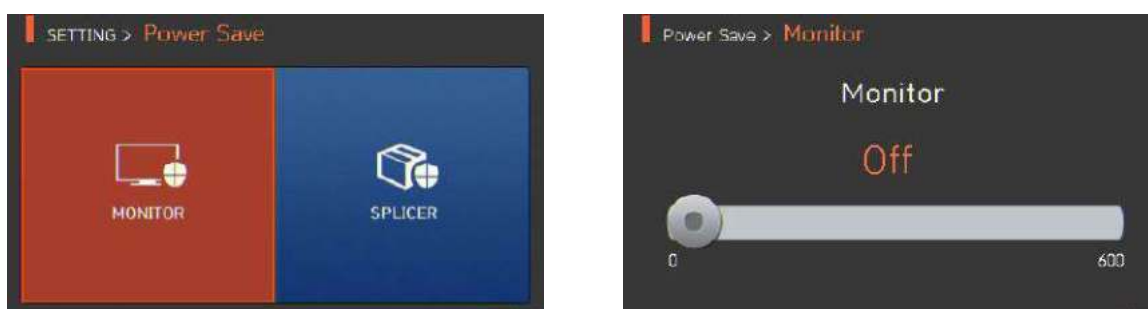 SETTING > Power Save
MONITOR
SPLICER
Power Save > Monitor
Monitor
Off
0
600